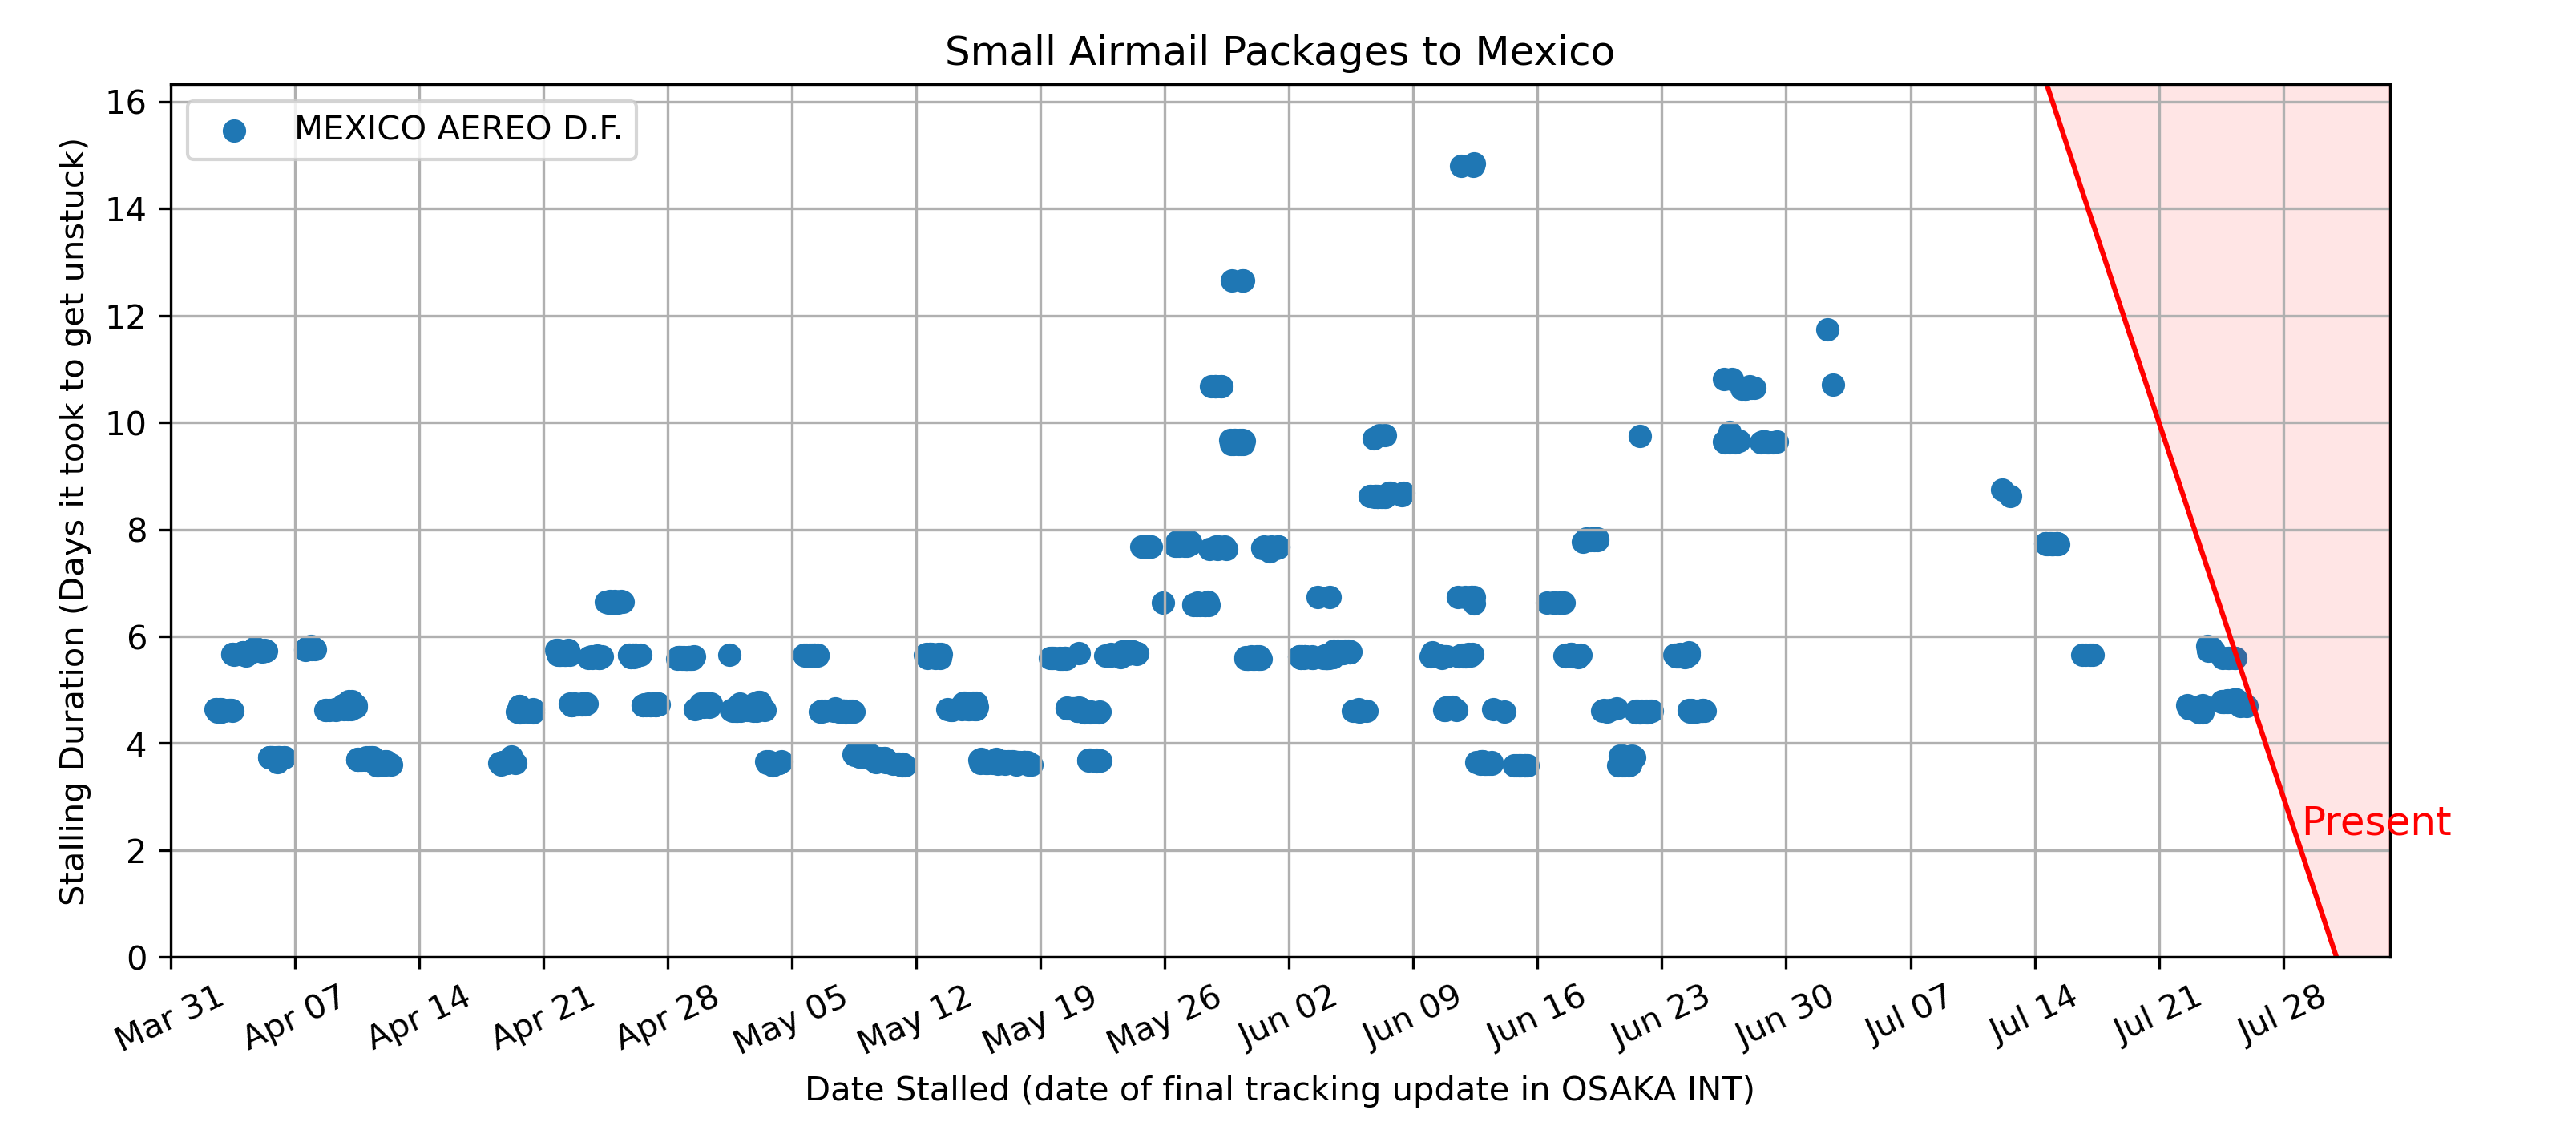 Small Airmail Packages to Mexico
MEXICO AEREO D.F.
Stalling Duration (Days it took to get unstuck)
16
14
12
10
8
6
4
2
0
Present
Mar 31
Apr 07
Apr 14
Apr 21
Apr 28
May 05
May 12
May 19
May 26
Jun 02
Jun 09
Jun 16
Jun 23
Jun 30
Jul 07
Jul 14
Jul 21
Jul 28
Date Stalled (date of final tracking update in OSAKA INT)